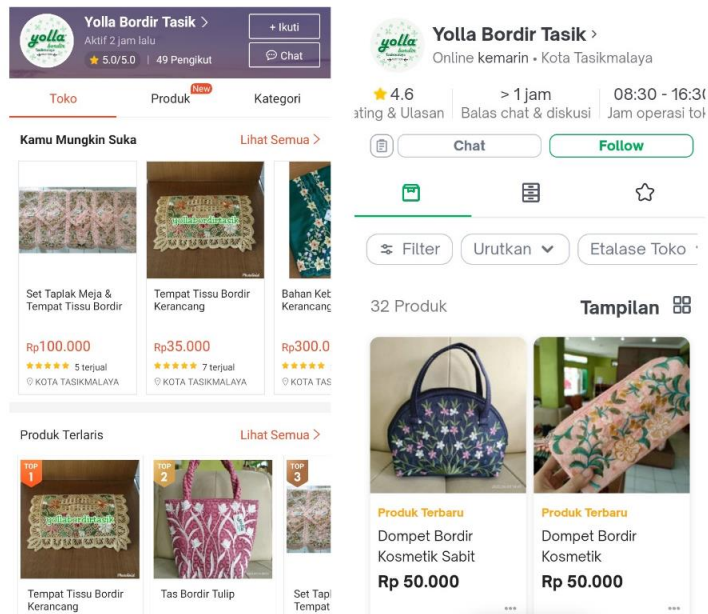 Yolla Bordir Tasik >
Aktif 2 jam lalu
5.0/5.0 | 49 Pengikut
+ Ikuti
Chat
yolla
bordir
Toko
Produk
New
Kategori
Kamu Mungkin Suka
Lihat Semua >
yollabordirtasik
Set Taplak Meja &
Tempat Tissu Bordir
Rp100.000
5 terjual
KOTA TASIKMALAYA
Tempat Tissu Bordir
Kerancang
Rp35.000
7 terjual
KOTA TASIKMALAYA
Bahan Keb
Kerancang
Rp300.0
KOTA TAS
Produk Terlaris
Lihat Semua >
TOP
1
TOP
2
TOP
3
yollabordirtasik
Tempat Tissu Bordir
Kerancang
Tas Bordir Tulip
Set Tapl
Tempat
yolla
bordir
Yolla Bordir Tasik >
Online kemarin • Kota Tasikmalaya
4.6
ating & Ulasan
> 1 jam
Balas chat & diskusi
08:30 - 16:30
Jam operasi tok
Chat
Follow
Filter
Urutkan
Etalase Toko
32 Produk
Tampilan
Produk Terbaru
Dompet Bordir
Kosmetik Sabit
Rp 50.000
Produk Terbaru
Dompet Bordir
Kosmetik
Rp 50.000